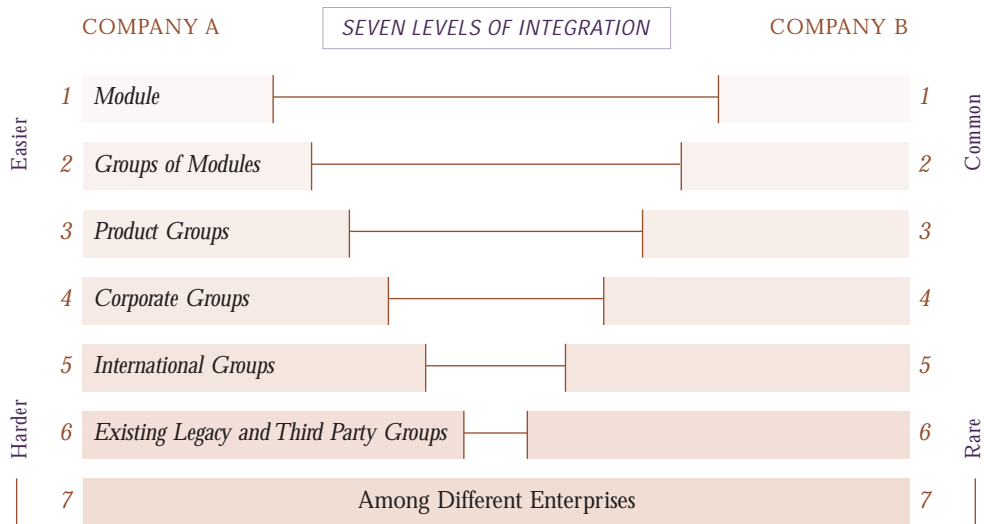 COMPANY A SEVEN LEVELS OF INTEGRATION COMPANY B
1 Module 1
Easier
Common
2 Groups of Modules 2
3 Product Groups 3
4 Corporate Groups 4
5 International Groups 5
Harder
Rare
6 Existing Legacy and Third Party Groups 6
7 Among Different Enterprises 7